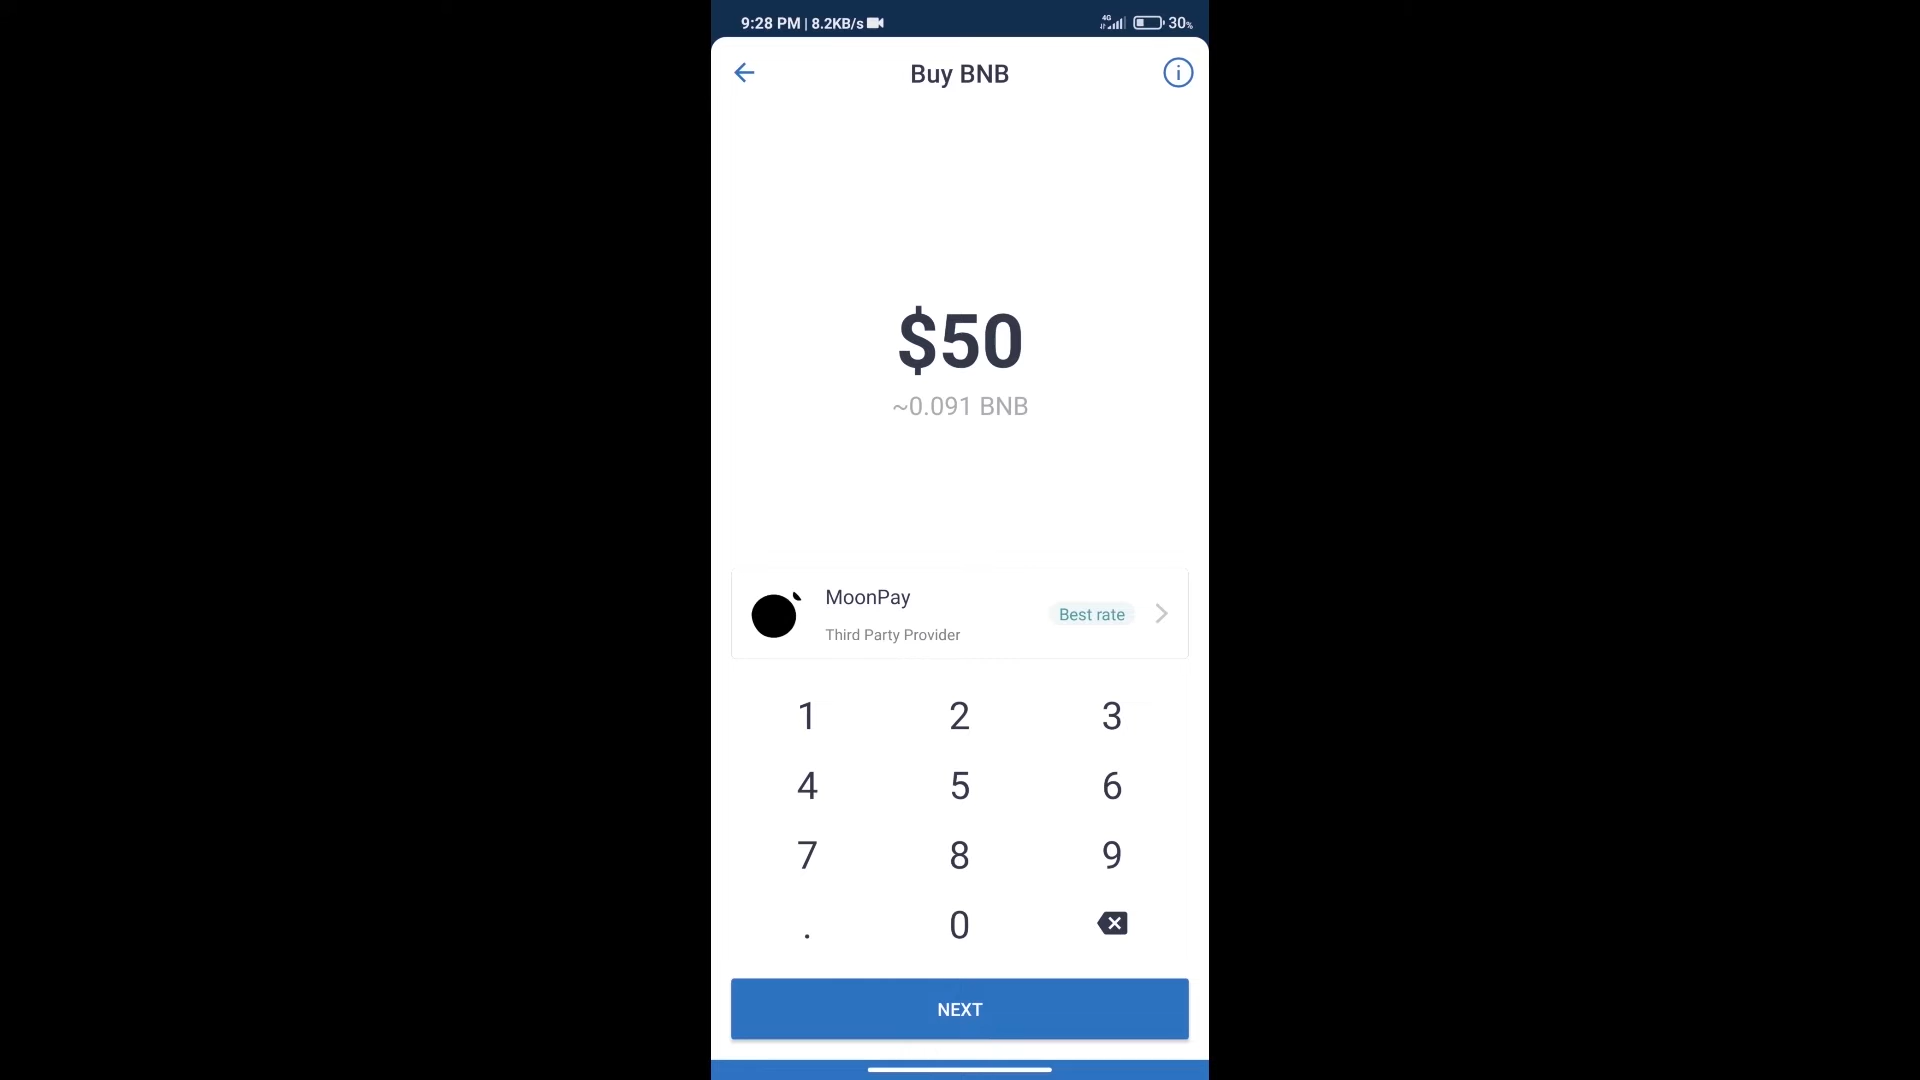 9:28 PM | 8.2KB/s 4G 30%
Buy BNB
$50
~0.091 BNB
MoonPay
Best rate
Third Party Provider
1 2 3
4 5 6
7 8 9
. 0
NEXT